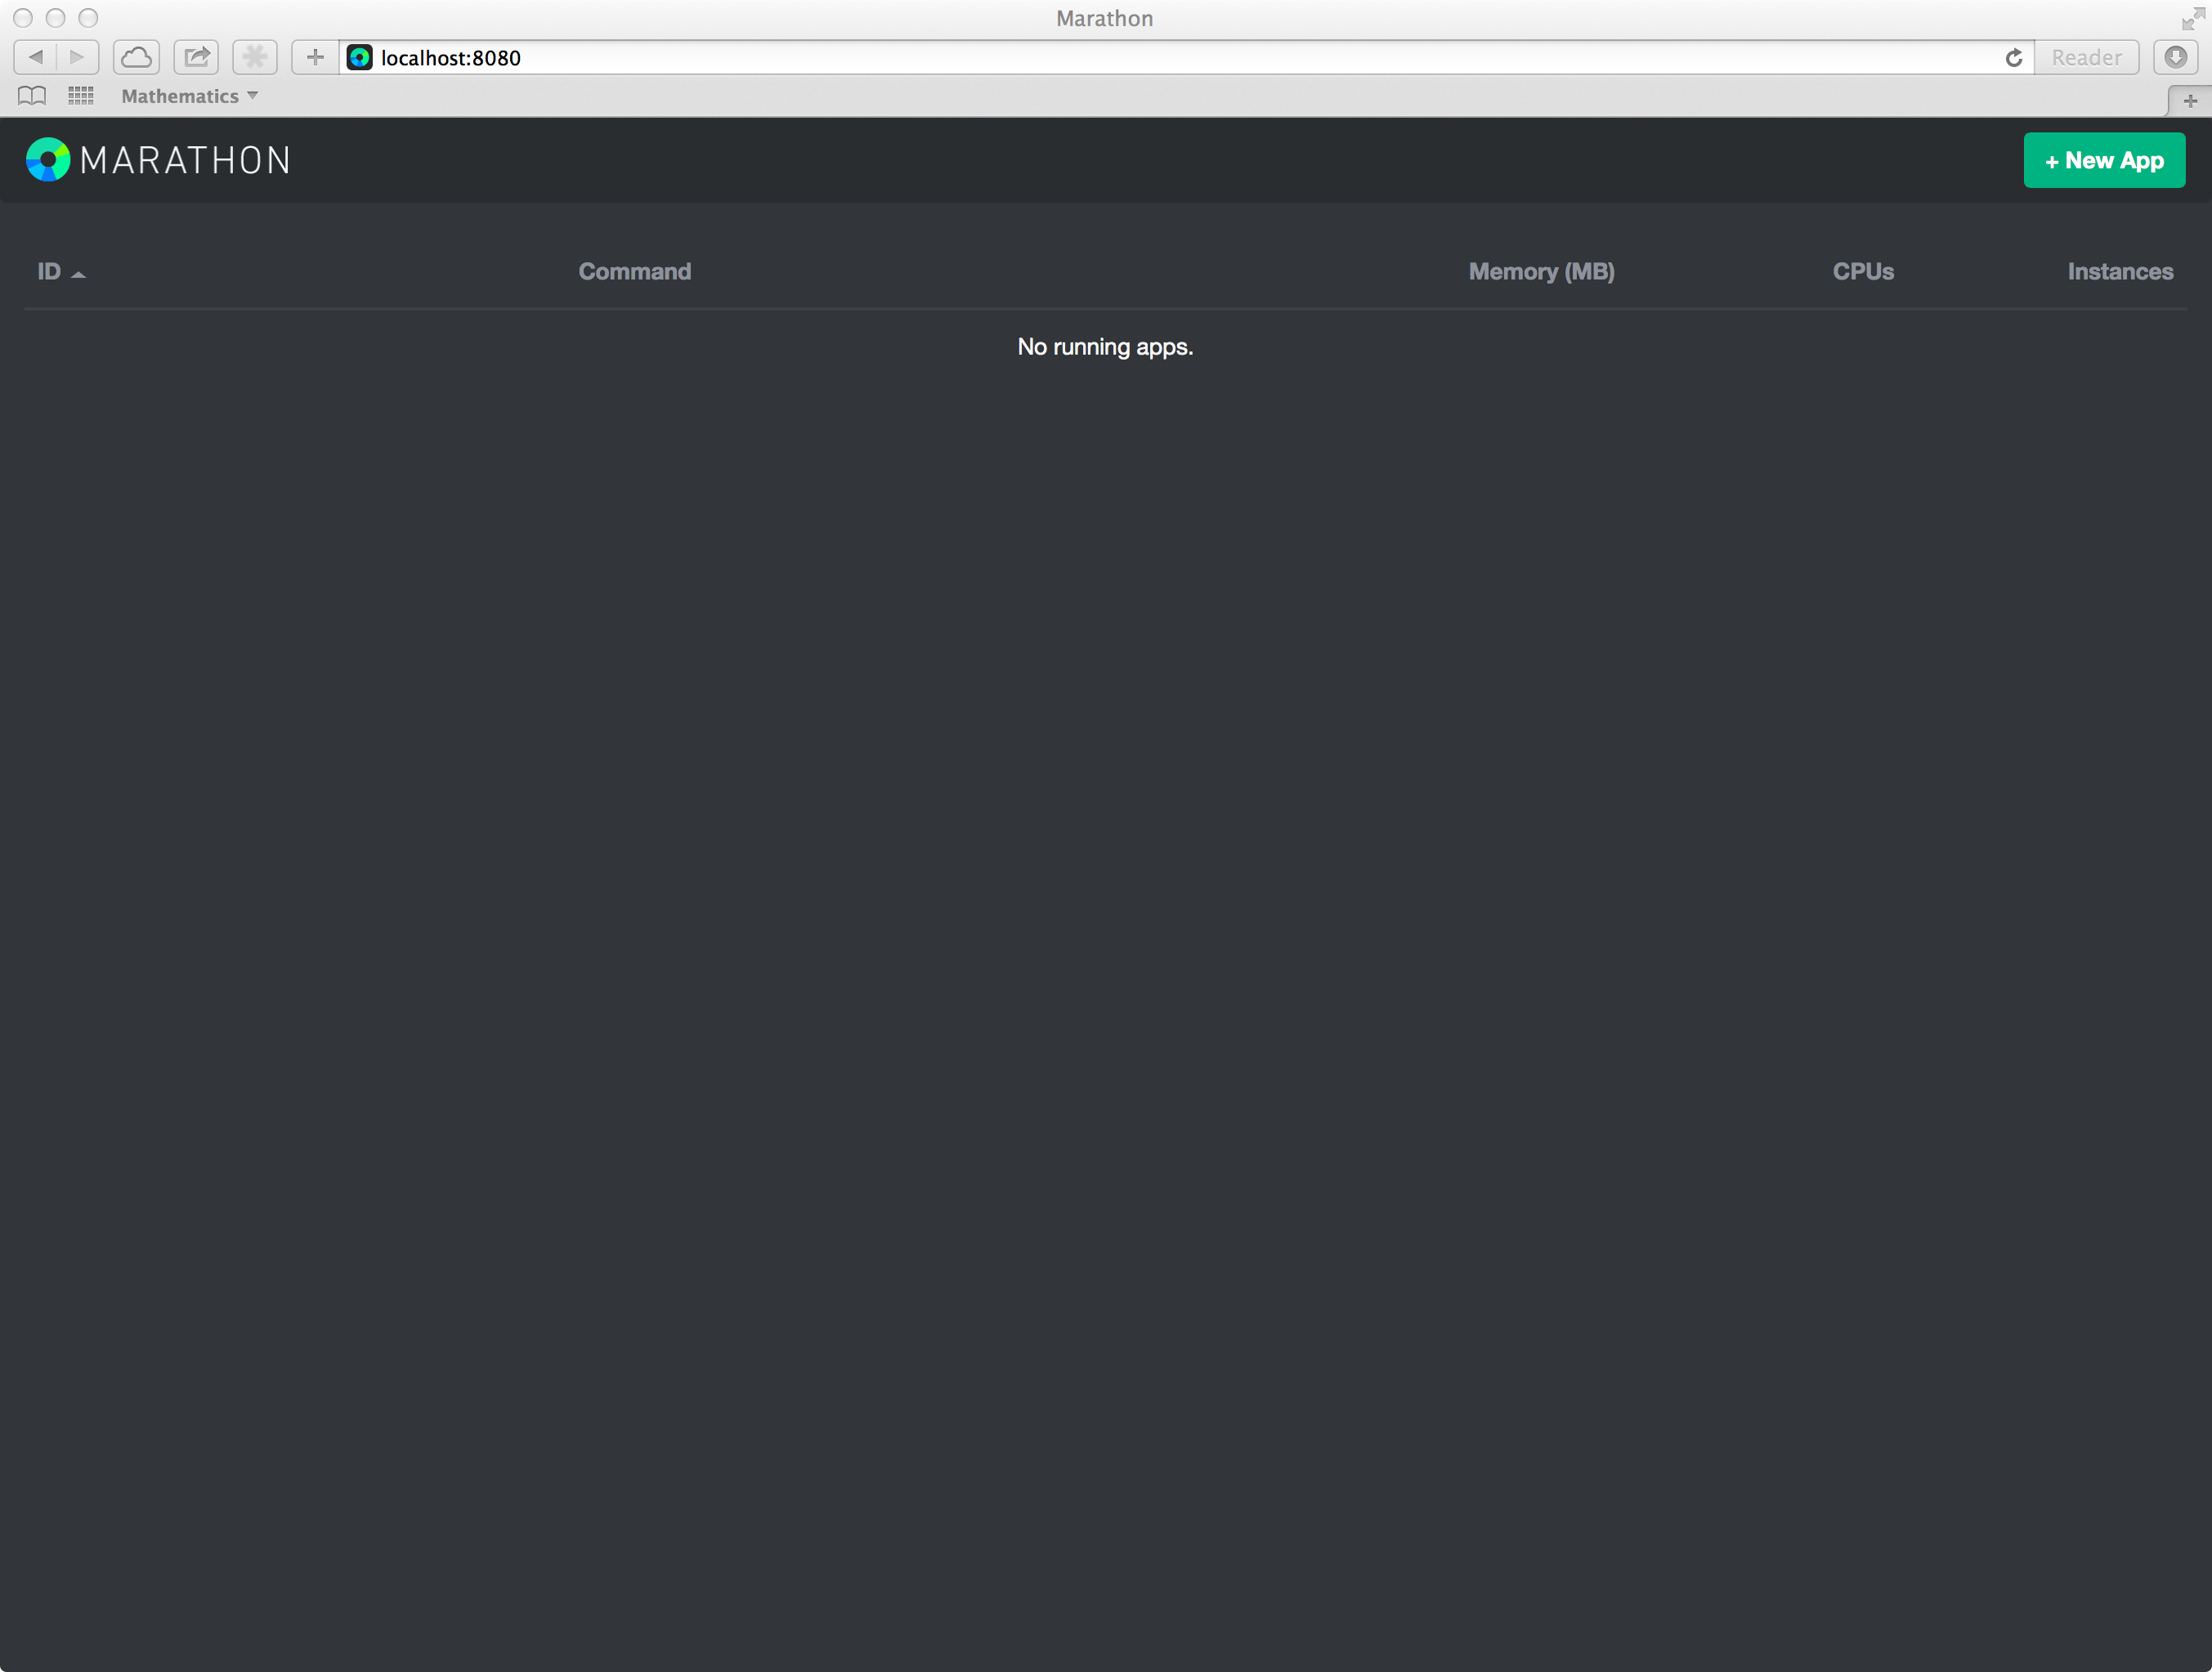 Marathon
localhost:8080
Reader
Mathematics
MARATHON
+ New App
ID Command Memory (MB) CPUs Instances
No running apps.